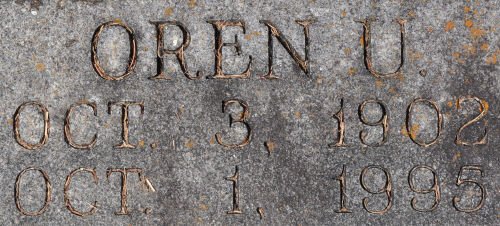 OREN U.
OCT. 3, 1902
OCT. 1, 1995